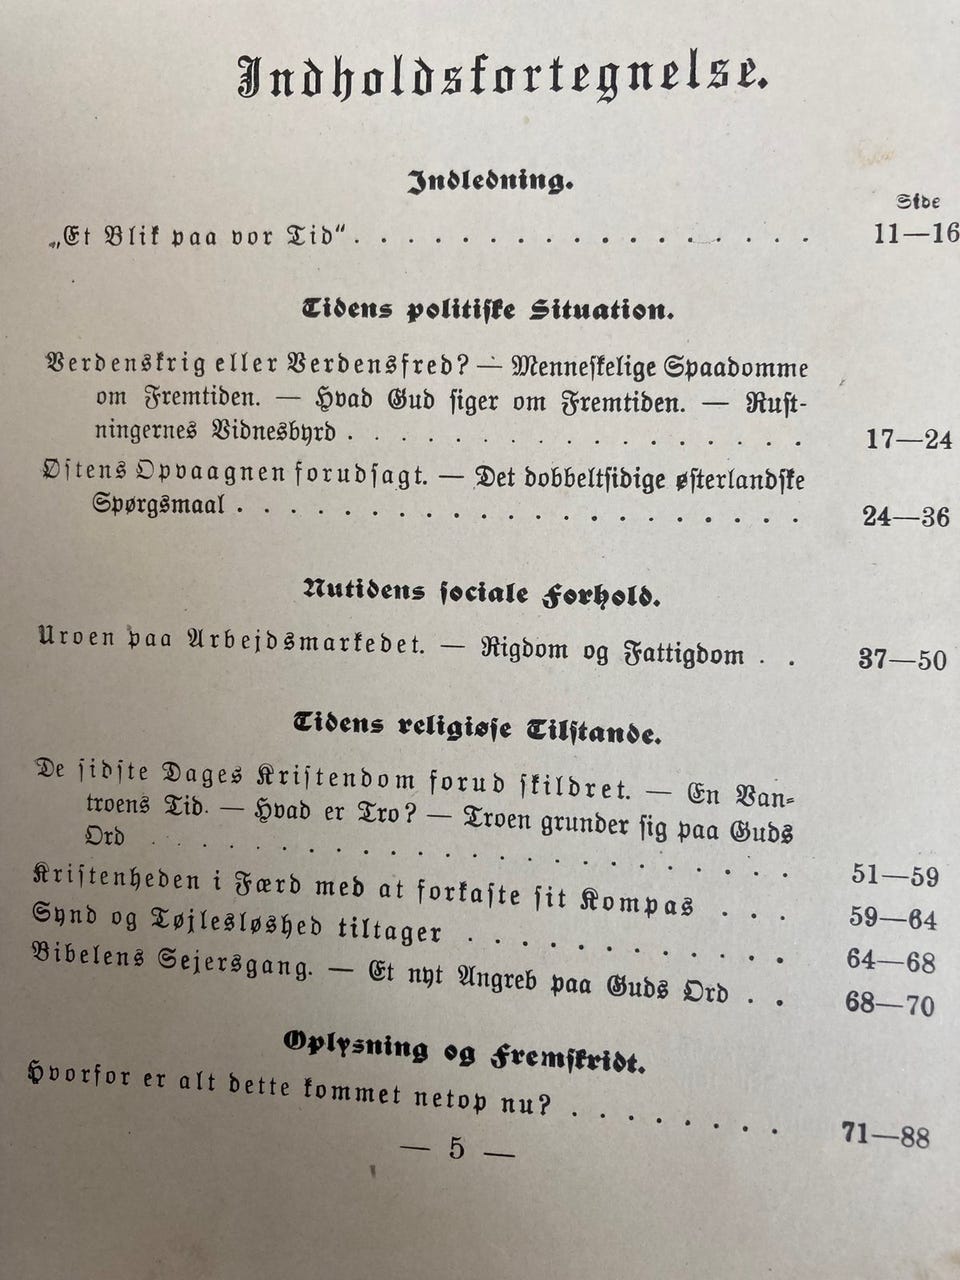 Indholdsfortegnelse.
Indledning.
Side
„Et Blik paa vor Tid“ . . . . . . . . . . . . . . . . . 11—16
Tidens politiske Situation.
Verdenskrig eller Verdensfred? — Menneskelige Spaadomme
om Fremtiden. — Hvad Gud siger om Fremtiden. — Rust-
ningernes Vidnesbyrd . . . . . . . . . . . . . . . . . 17—24
Østens Opvaagnen forudsagt. — Det dobbeltsidige østerlandske
Spørgsmaal . . . . . . . . . . . . . . . . . . . . . . 24—36
Nutidens sociale Forhold.
Uroen paa Arbejdsmarkedet. — Rigdom og Fattigdom . . 37—50
Tidens religiøse Tilstande.
De sidste Dages Kristendom forud skildret. — En Van-
troens Tid. — Hvad er Tro? — Troen grunder sig paa Guds
Ord . . . . . . . . . . . . . . . . . . . . . . . . 51—59
Kristenheden i Færd med at forkaste sit Kompas . . . 59—64
Synd og Tøjlesløshed tiltager . . . . . . . . . . . . 64—68
Bibelens Sejersgang. — Et nyt Angreb paa Guds Ord . . 68—70
Oplysning og Fremskridt.
Hvorfor er alt dette kommet netop nu? . . . . . . . . 71—88
— 5 —